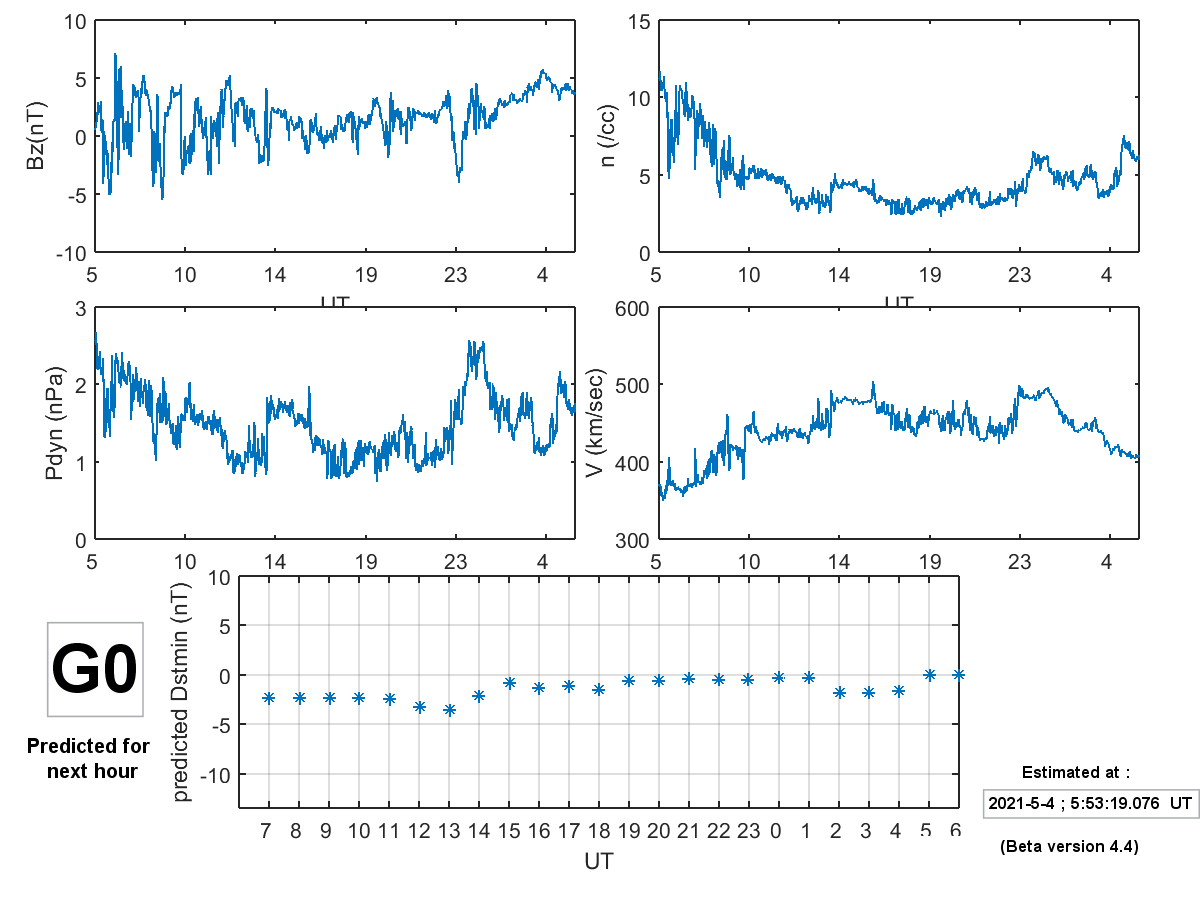 Bz(nT)
10
5
0
-5
-10
5 10 14 19 23 4
UT
n (/cc)
15
10
5
0
5 10 14 19 23 4
UT
Pdyn (nPa)
3
2
1
0
5 10 14 19 23 4
V (km/sec)
600
500
400
300
5 10 14 19 23 4
G0
Predicted for
next hour
predicted Dstmin (nT)
10
5
0
-5
-10
7 8 9 10 11 12 13 14 15 16 17 18 19 20 21 22 23 0 1 2 3 4 5 6
UT
Estimated at :
2021-5-4 ; 5:53:19.076 UT
(Beta version 4.4)